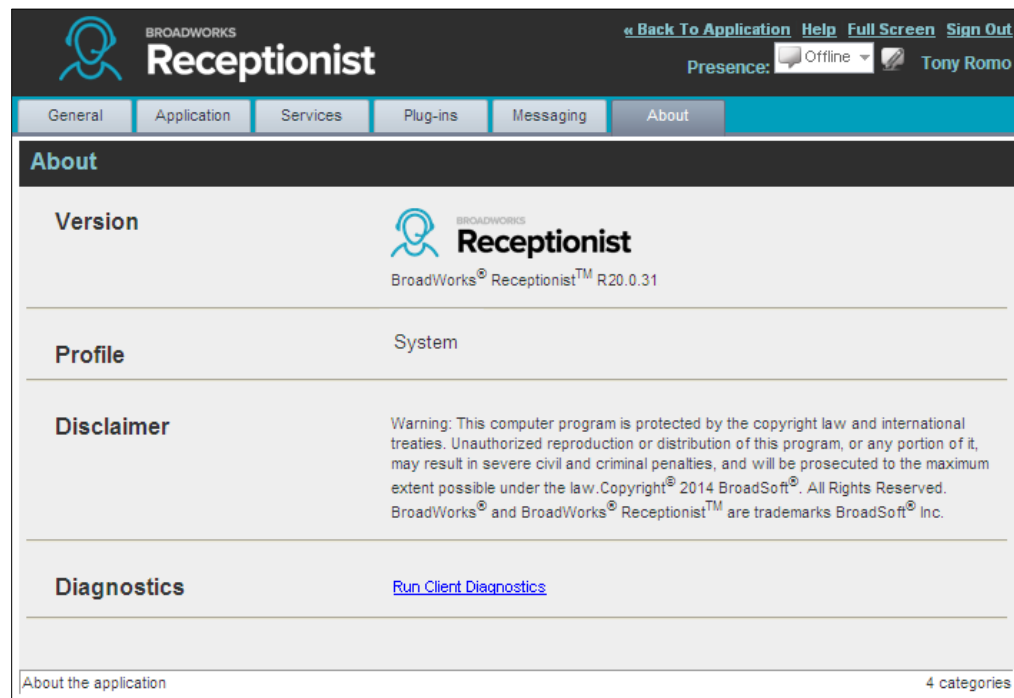 BROADWORKS
Receptionist
« Back To Application Help Full Screen Sign Out
Presence: Offline Tony Romo
General Application Services Plug-ins Messaging About
About
Version
BROADWORKS
Receptionist
BroadWorks® Receptionist™ R20.0.31
Profile
System
Disclaimer
Warning: This computer program is protected by the copyright law and international
treaties. Unauthorized reproduction or distribution of this program, or any portion of it,
may result in severe civil and criminal penalties, and will be prosecuted to the maximum
extent possible under the law.Copyright® 2014 BroadSoft®. All Rights Reserved.
BroadWorks® and BroadWorks® Receptionist™ are trademarks BroadSoft® Inc.
Diagnostics
Run Client Diagnostics
About the application
4 categories